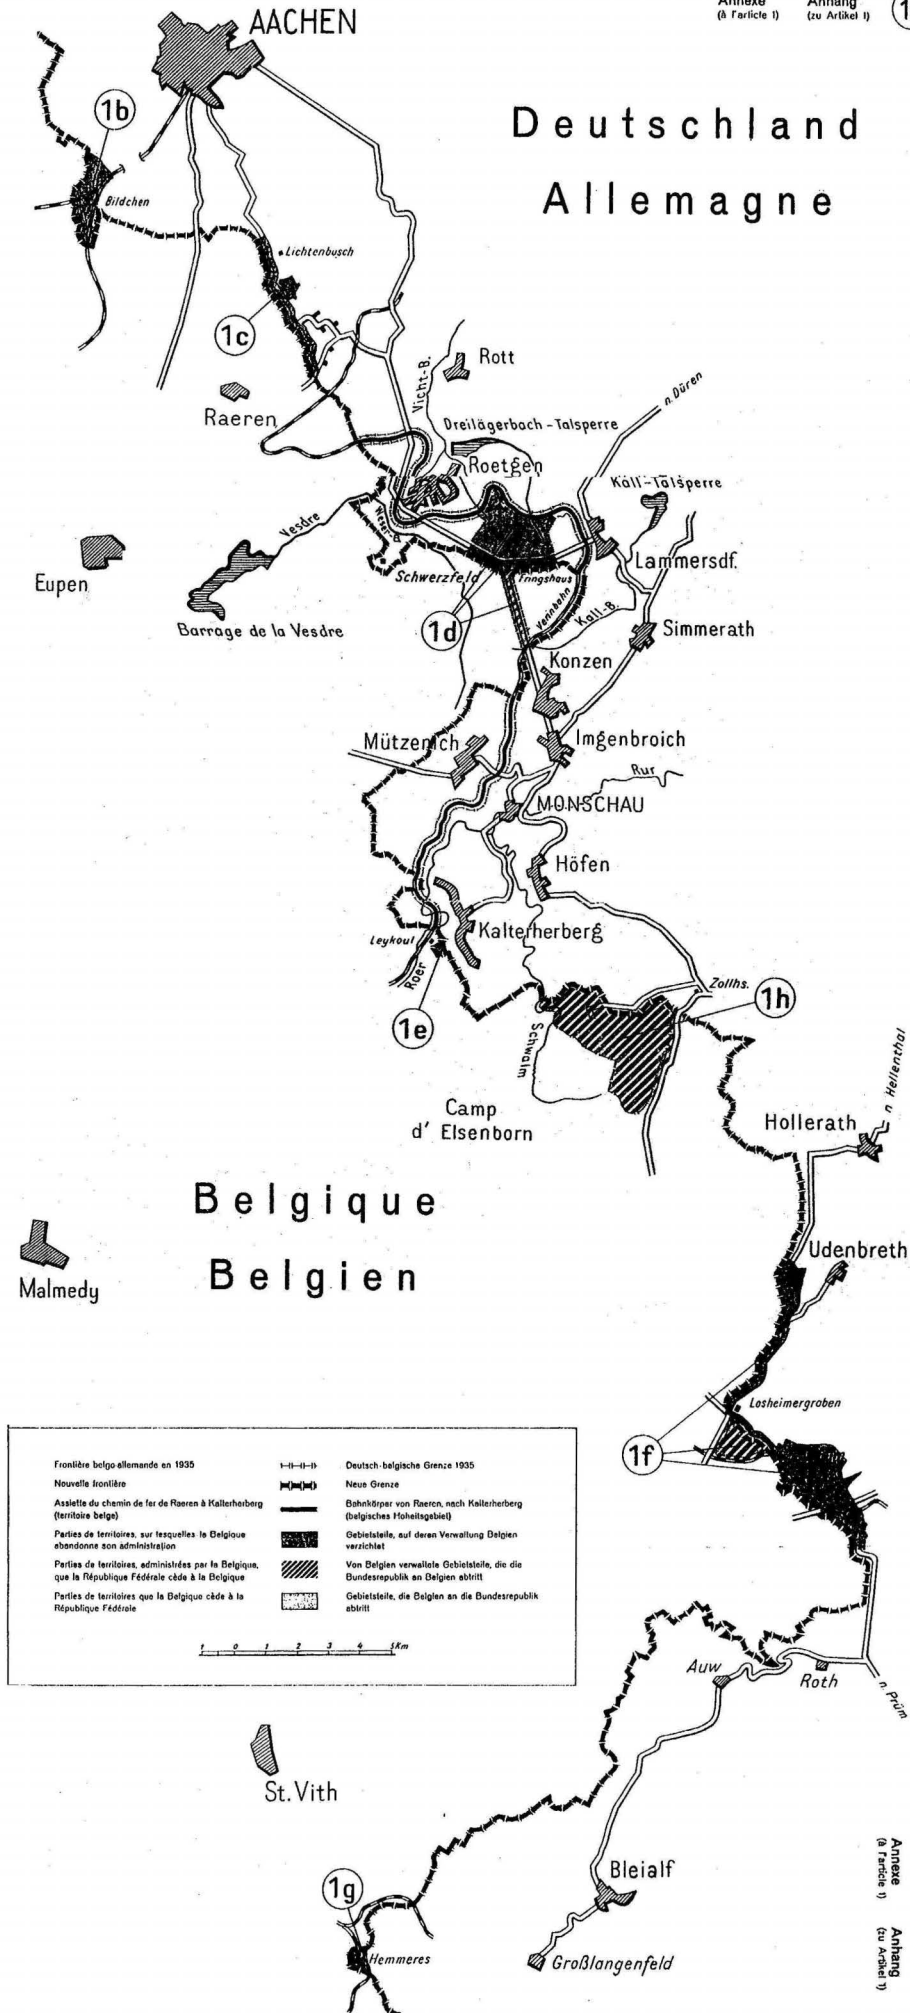 Annexe
(à l'article 1)
Anhang
(zu Artikel 1)
AACHEN
1b
Deutschland
Allemagne
Bildchen
Lichtenbusch
1c
Rott
Vicht-B.
Raeren
n. Düren
Dreilägerbach-Talsperre
Roetgen
Kall-Talsperre
Vesdre
Eupen
Schwerzfeld
Fringshaus
Lammersdf.
Vennbahn
Kall-B.
Barrage de la Vesdre
1d
Simmerath
Konzen
Mützenich
Imgenbroich
Rur
MONSCHAU
Höfen
Leykoul
Kalterherberg
Roer
Zollhs.
1h
1e
Schwalm
n Hellenthal
Camp
d' Elsenborn
Hollerath
Belgique
Belgien
Malmedy
Udenbreth
Losheimergraben
1f
Frontière belgo-allemande en 1935
Deutsch-belgische Grenze 1935
Nouvelle frontière
Neue Grenze
Assiette du chemin de fer de Raeren à Kalterherberg
(territoire belge)
Bahnkörper von Raeren, nach Kalterherberg
(belgisches Hoheitsgebiet)
Parties de territoires, sur lesquelles la Belgique
abandonne son administration
Gebietsteile, auf deren Verwaltung Belgien
verzichtet
Parties de territoires, administrées par la Belgique,
que la République Fédérale cède à la Belgique
Von Belgien verwaltete Gebietsteile, die die
Bundesrepublik an Belgien abtritt
Parties de territoires que la Belgique cède à la
République Fédérale
Gebietsteile, die Belgien an die Bundesrepublik
abtritt
1 0 1 2 3 4 5 Km
Auw
Roth
n. Prüm
St. Vith
Bleialf
1g
Hemmeres
Großlangenfeld
Annexe
(à l'article 1)
Anhang
(zu Artikel 1)